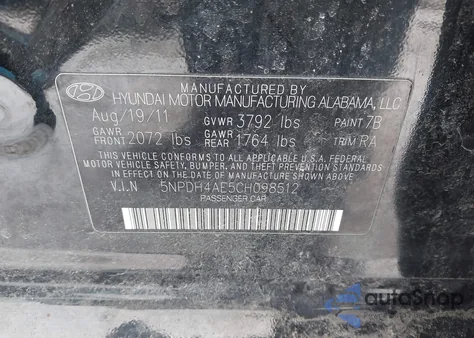 MANUFACTURED BY
HYUNDAI MOTOR MANUFACTURING ALABAMA, LLC
Aug/19/11 GVWR 3792 lbs PAINT 7B
GAWR FRONT 2072 lbs GAWR REAR 1764 lbs TRIM RA
THIS VEHICLE CONFORMS TO ALL APPLICABLE U.S.A. FEDERAL
MOTOR VEHICLE SAFETY, BUMPER, AND THEFT PREVENTION STANDARDS
IN EFFECT ON THE DATE OF MANUFACTURE SHOWN ABOVE.
V.I.N 5NPDH4AE5CH098512
PASSENGER CAR
autoSnap